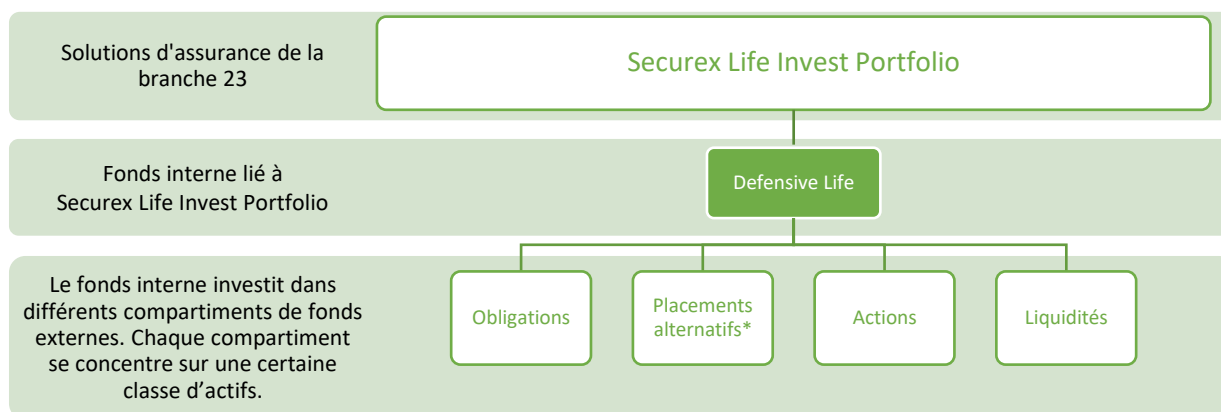 Solutions d'assurance de la
branche 23
Securex Life Invest Portfolio
Fonds interne lié à
Securex Life Invest Portfolio
Defensive Life
Le fonds interne investit dans
différents compartiments de fonds
externes. Chaque compartiment
se concentre sur une certaine
classe d’actifs.
Obligations
Placements
alternatifs*
Actions
Liquidités